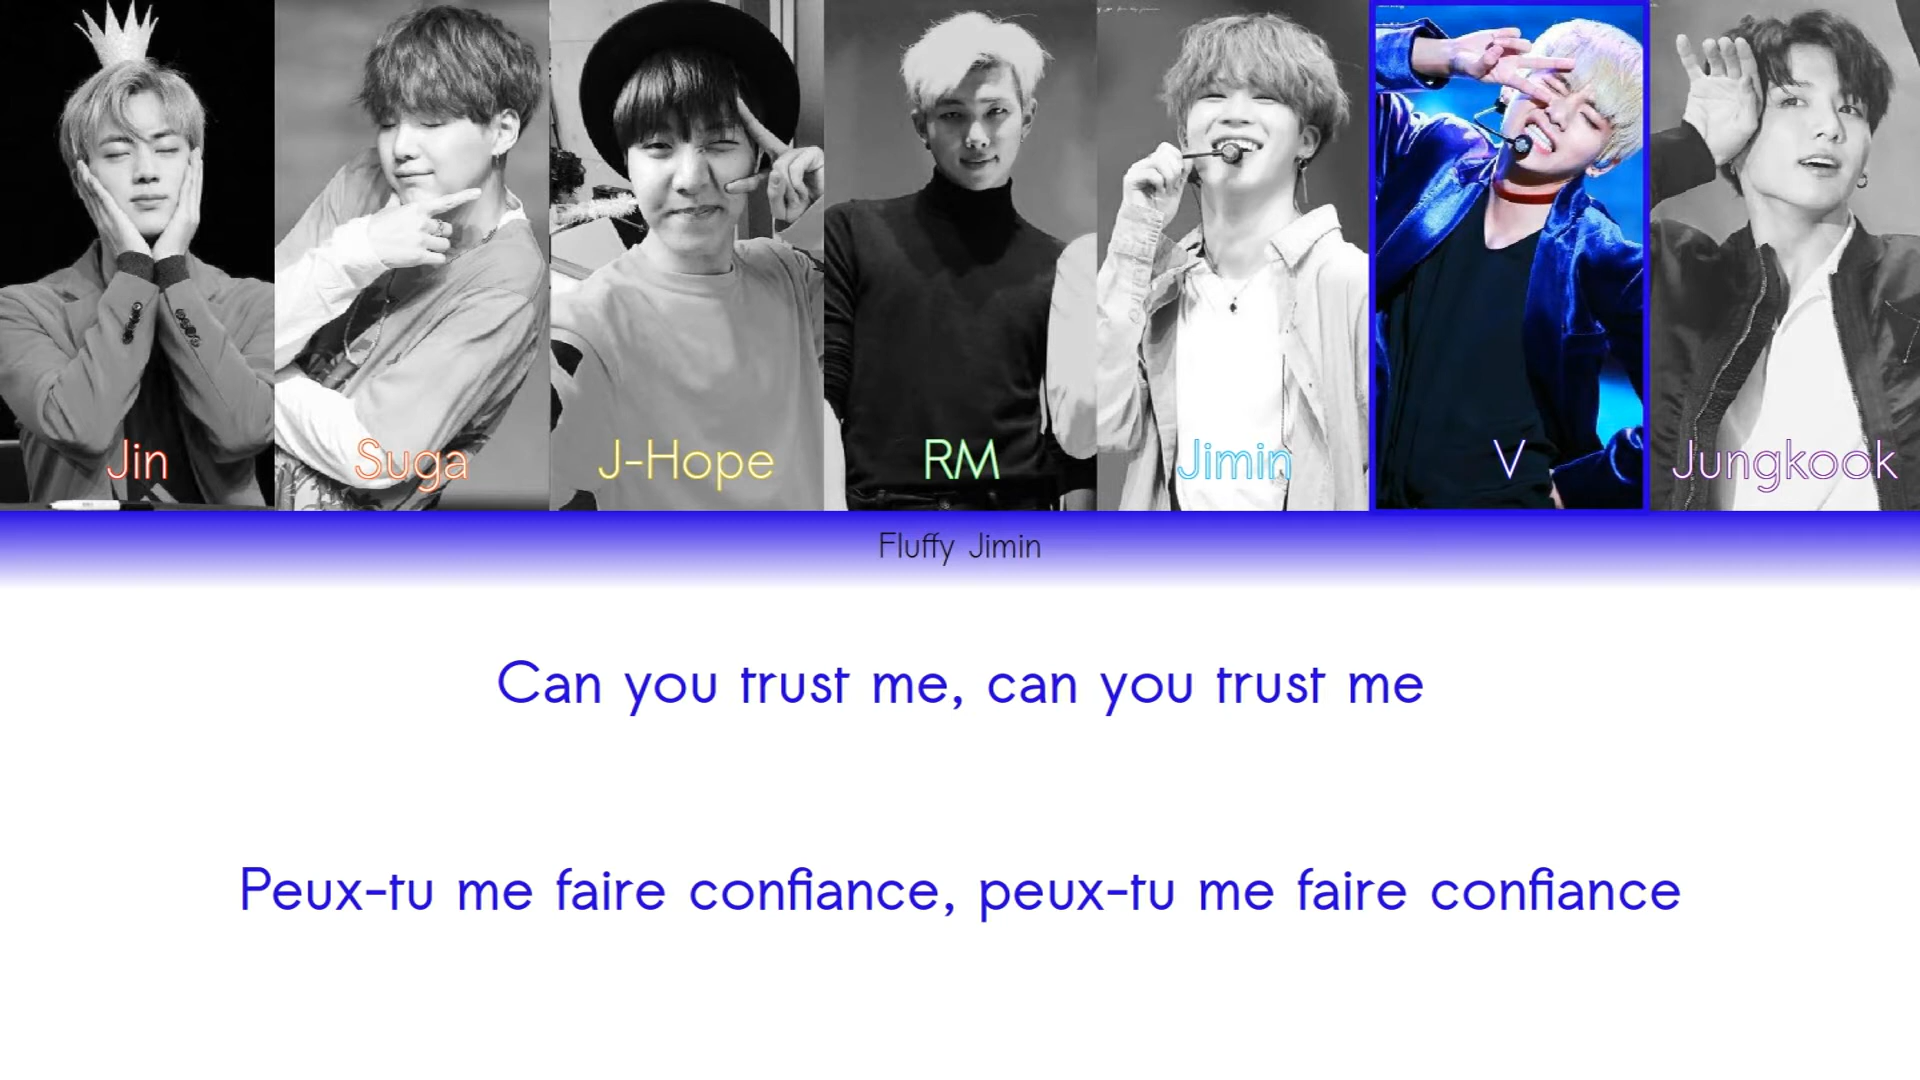 Jin
Suga
J-Hope
RM
Jimin
V
Jungkook
Fluffy Jimin
Can you trust me, can you trust me
Peux-tu me faire confiance, peux-tu me faire confiance